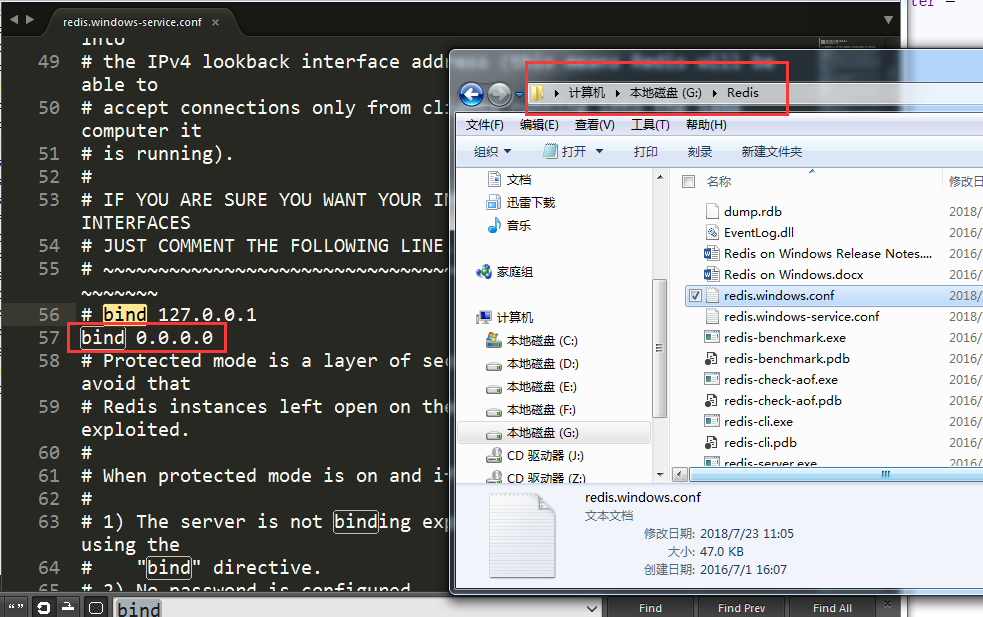 ter —
redis.windows-service.conf ×
into
49 # the IPv4 lookback interface addr
able to
50 # accept connections only from cli
computer it
51 # is running).
52 #
53 # IF YOU ARE SURE YOU WANT YOUR IN
INTERFACES
54 # JUST COMMENT THE FOLLOWING LINE
55 # ~~~~~~~~~~~~~~~~~~~~~~~~~~~~~~~~
~~~~~~~
56 # bind 127.0.0.1
57 bind 0.0.0.0
58 # Protected mode is a layer of sec
avoid that
59 # Redis instances left open on the
exploited.
60 #
61 # When protected mode is on and if
62 #
63 # 1) The server is not binding exp
using the
64 #    "bind" directive.
65 # 2) No password is configured
bind
Find Find Prev Find All ×
计算机 本地磁盘 (G:) Redis
文件(F) 编辑(E) 查看(V) 工具(T) 帮助(H)
组织 打开 打印 刻录 新建文件夹
文档
迅雷下载
音乐
家庭组
计算机
本地磁盘 (C:)
本地磁盘 (D:)
本地磁盘 (E:)
本地磁盘 (F:)
本地磁盘 (G:)
CD 驱动器 (J:)
CD 驱动器 (Z:)
名称 修改日
dump.rdb 2018/
EventLog.dll 2016/
Redis on Windows Release Notes.... 2016/
Redis on Windows.docx 2016/
redis.windows.conf 2018/
redis.windows-service.conf 2018/
redis-benchmark.exe 2016/
redis-benchmark.pdb 2016/
redis-check-aof.exe 2016/
redis-check-aof.pdb 2016/
redis-cli.exe 2016/
redis-cli.pdb 2016/
redis-server.exe 2016/
redis.windows.conf
文本文档
修改日期: 2018/7/23 11:05
大小: 47.0 KB
创建日期: 2016/7/1 16:07